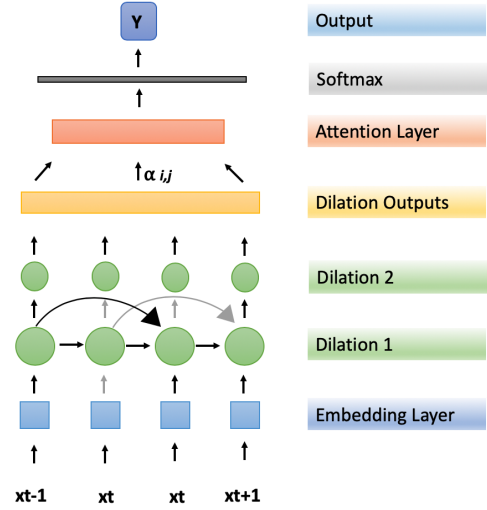 Y
Output
Softmax
Attention Layer
α i,j
Dilation Outputs
Dilation 2
Dilation 1
Embedding Layer
xt-1 xt xt xt+1